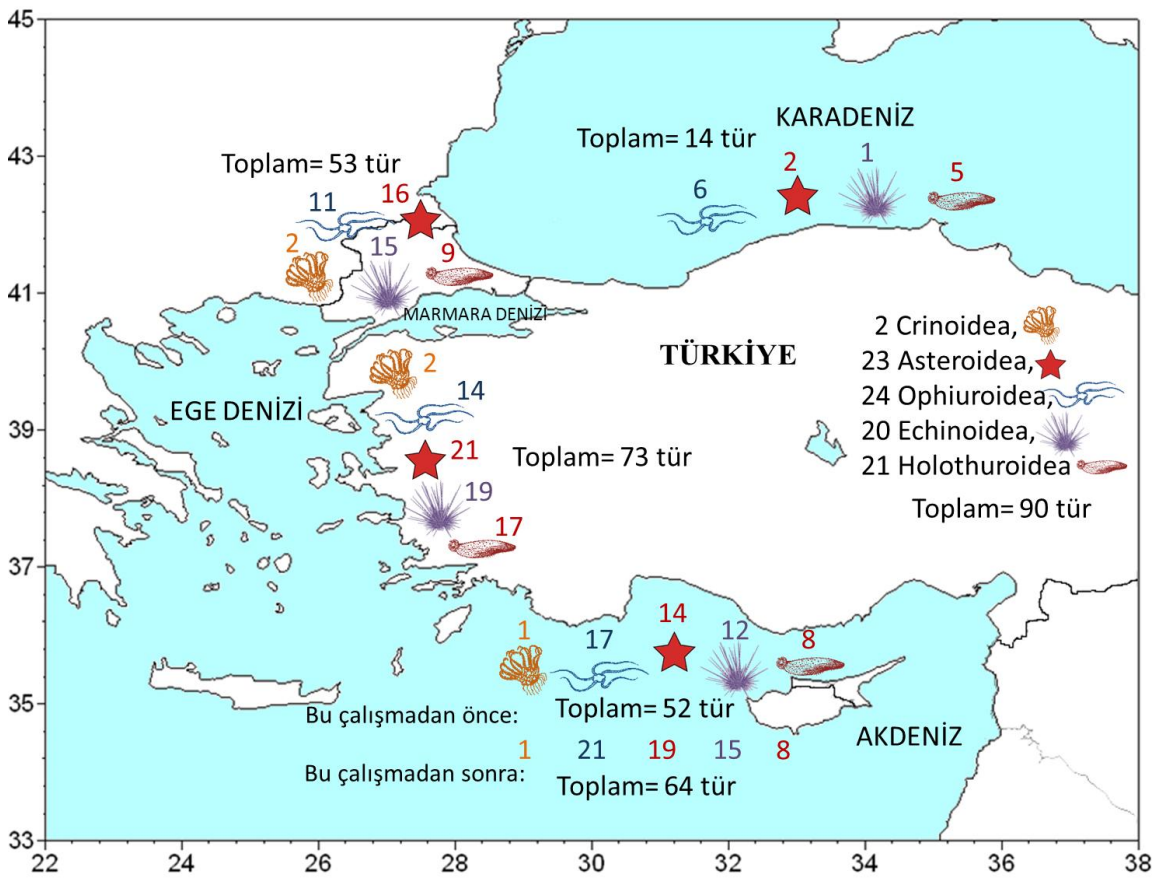 45
43
41
39
37
35
33
22
24
26
28
30
32
34
36
38
KARADENİZ
Toplam= 14 tür
6
2
1
5
Toplam= 53 tür
11
16
2
15
9
MARMARA DENİZİ
TÜRKİYE
2 Crinoidea,
23 Asteroidea,
24 Ophiuroidea,
20 Echinoidea,
21 Holothuroidea
Toplam= 90 tür
EGE DENİZİ
2
14
21
Toplam= 73 tür
19
17
1
17
14
12
8
Bu çalışmadan önce:
Toplam= 52 tür
AKDENİZ
1 21 19 15 8
Bu çalışmadan sonra:
Toplam= 64 tür